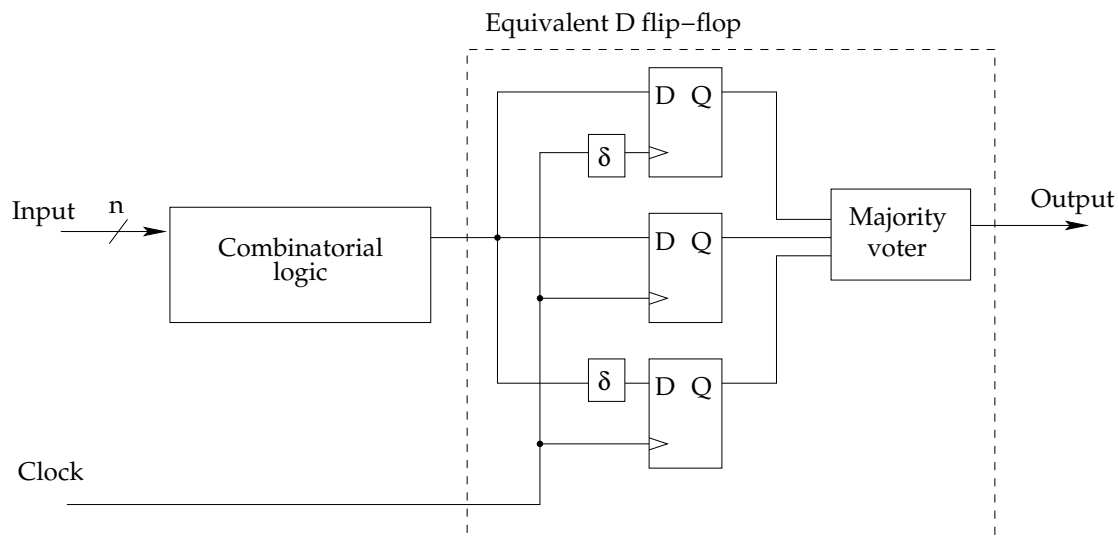 Equivalent D flip−flop
D Q
δ
Input
n
Combinatorial
logic
D Q
Majority
voter
Output
δ
D Q
Clock